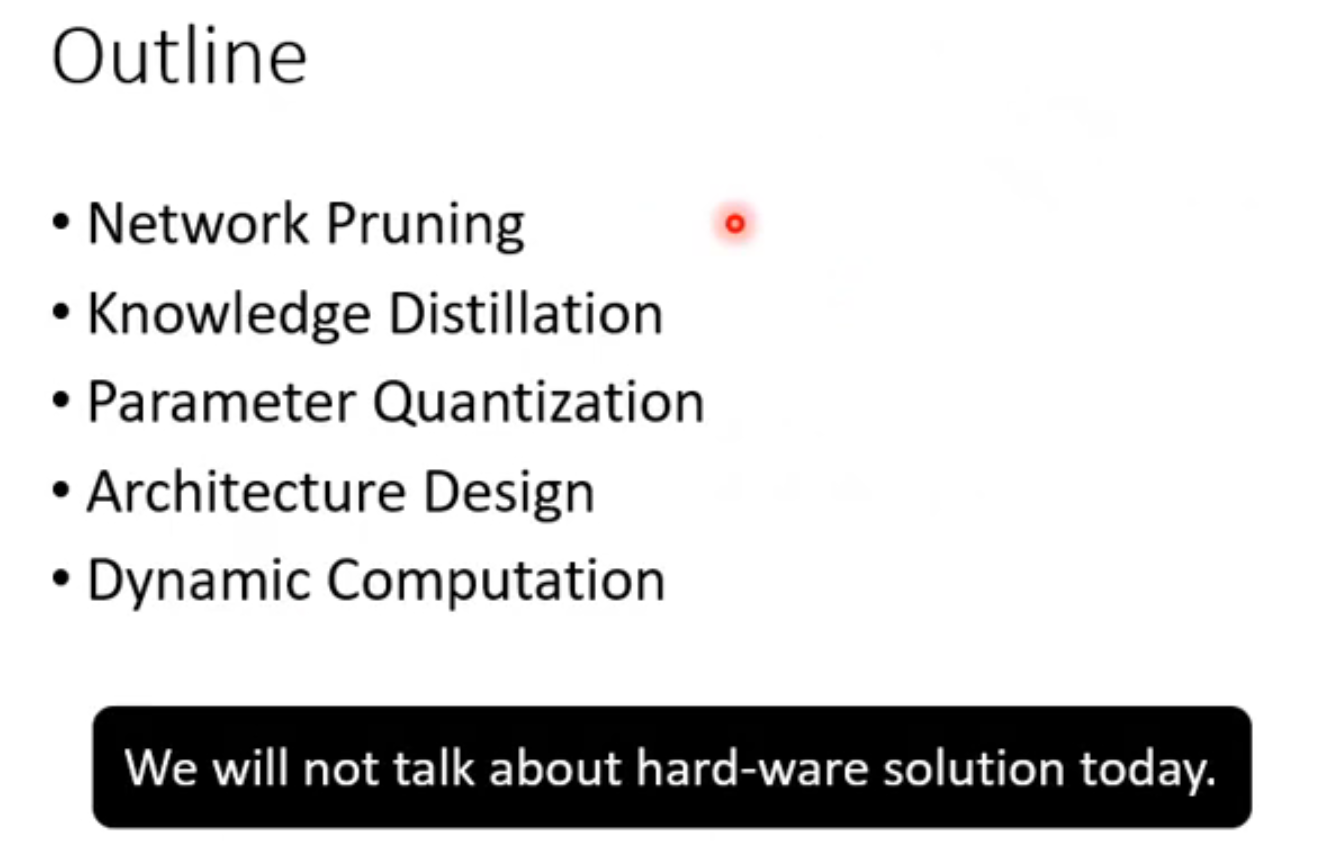 Outline
• Network Pruning
• Knowledge Distillation
• Parameter Quantization
• Architecture Design
• Dynamic Computation
We will not talk about hard-ware solution today.